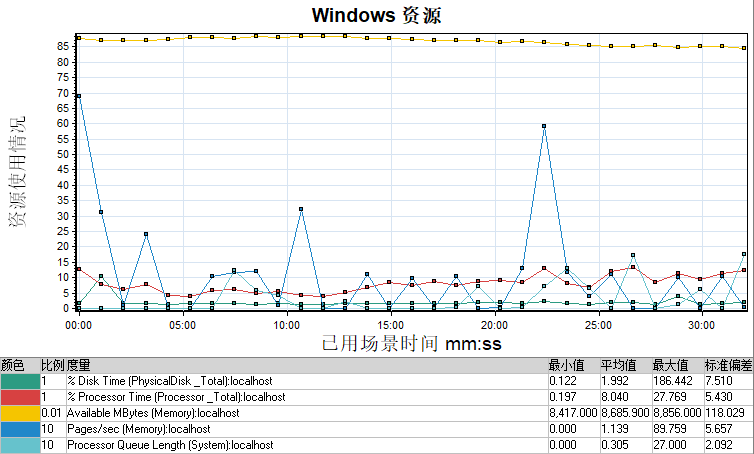 Windows 资源
85
80
75
70
65
60
55
50
45
40
35
30
25
20
15
10
5
0
资源使用情况
00:00 05:00 10:00 15:00 20:00 25:00 30:00
已用场景时间 mm:ss
颜色 比例 度量 最小值 平均值 最大值 标准偏差
1 % Disk Time (PhysicalDisk _Total):localhost 0.122 1.992 186.442 7.510
1 % Processor Time (Processor _Total):localhost 0.197 8.040 27.769 5.430
0.01 Available MBytes (Memory):localhost 8,417.000 8,685.900 8,856.000 118.029
10 Pages/sec (Memory):localhost 0.000 1.139 89.759 5.657
10 Processor Queue Length (System):localhost 0.000 0.305 27.000 2.092